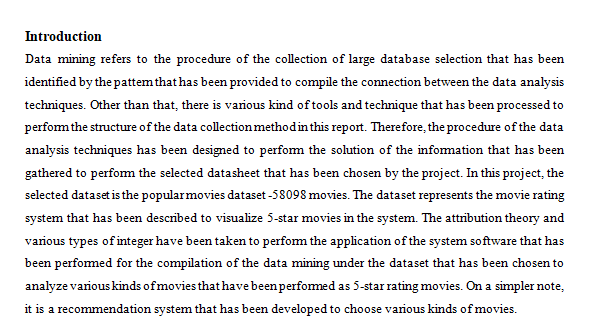 Introduction
Data mining refers to the procedure of the collection of large database selection that has been
identified by the pattern that has been provided to compile the connection between the data analysis
techniques. Other than that, there is various kind of tools and technique that has been processed to
perform the structure of the data collection method in this report. Therefore, the procedure of the data
analysis techniques has been designed to perform the solution of the information that has been
gathered to perform the selected datasheet that has been chosen by the project. In this project, the
selected dataset is the popular movies dataset -58098 movies. The dataset represents the movie rating
system that has been described to visualize 5-star movies in the system. The attribution theory and
various types of integer have been taken to perform the application of the system software that has
been performed for the compilation of the data mining under the dataset that has been chosen to
analyze various kinds of movies that have been performed as 5-star rating movies. On a simpler note,
it is a recommendation system that has been developed to choose various kinds of movies.